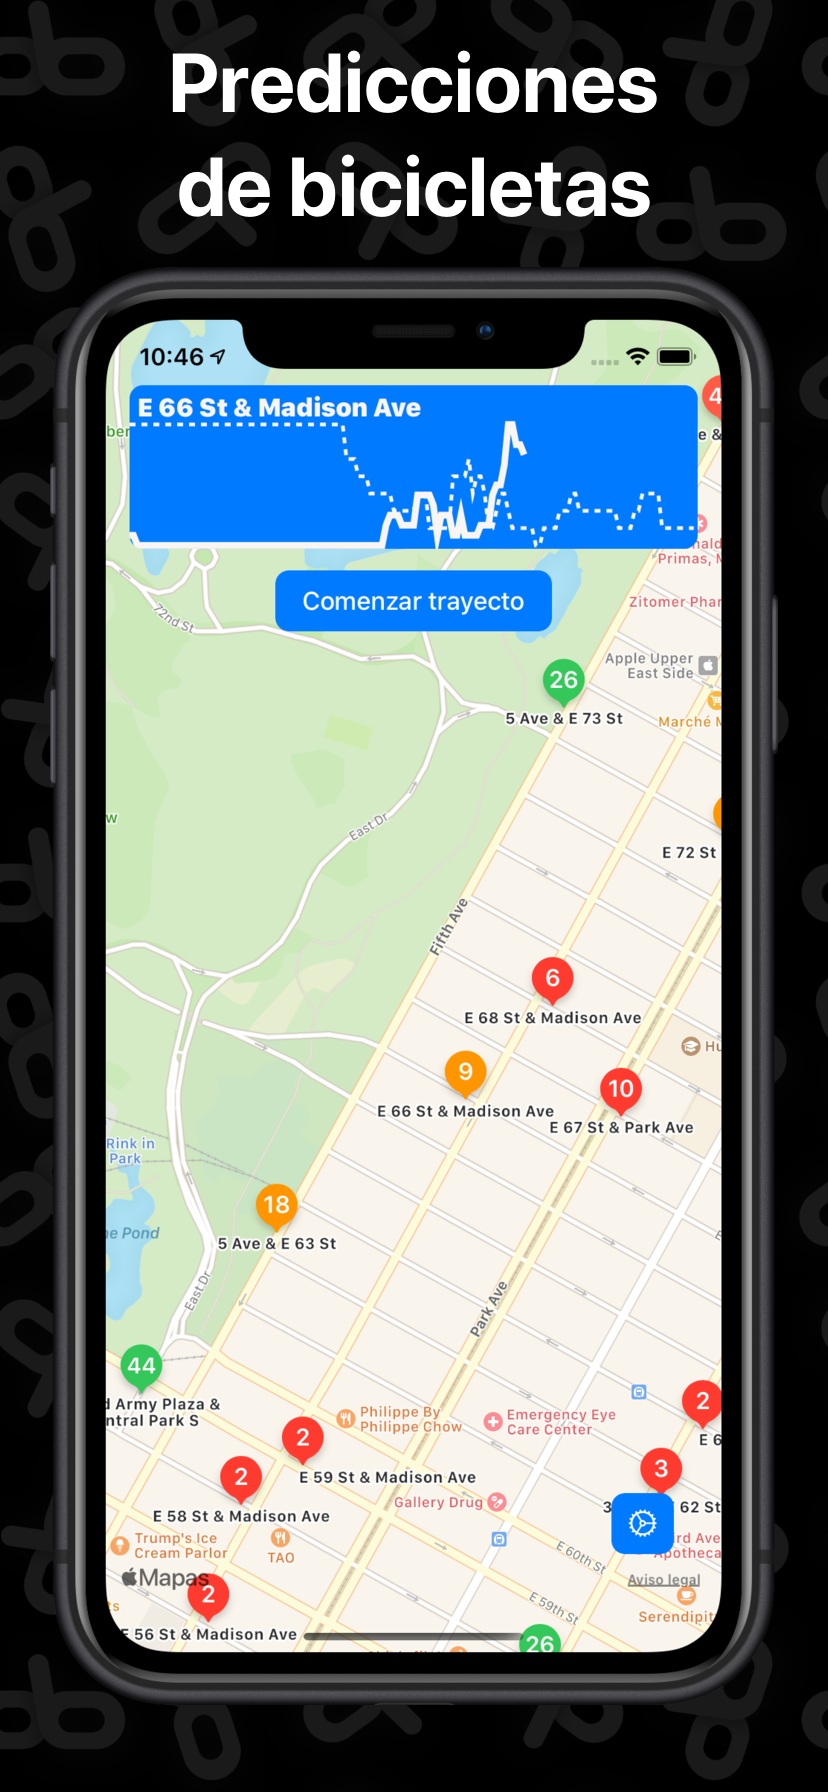 Predicciones
de bicicletas
10:46
E 66 St & Madison Ave
4
e &
ber
Primas,
72nd St
Comenzar trayecto
Zitomer Phar
Apple Upper
East Side
26
5 Ave & E 73 St
Marché M
w
East Dr
E 72 St
Fifth Ave
6
E 68 St & Madison Ave
9
E 66 St & Madison Ave
10
E 67 St & Park Ave
Hu
Rink in
Park
18
5 Ave & E 63 St
he Pond
East Dr
Park Ave
44
d Army Plaza &
ntral Park S
Philippe By
Philippe Chow
Emergency Eye
Care Center
2
E 6
2
E 59 St & Madison Ave
2
E 58 St & Madison Ave
Gallery Drug
3
3
62 St
Trump's Ice
Cream Parlor
TAO
E 60th St
ird Ave
Apotheca
Mapas
Aviso legal
2
E 56 St & Madison Ave
E 59th St
Serendipit
26